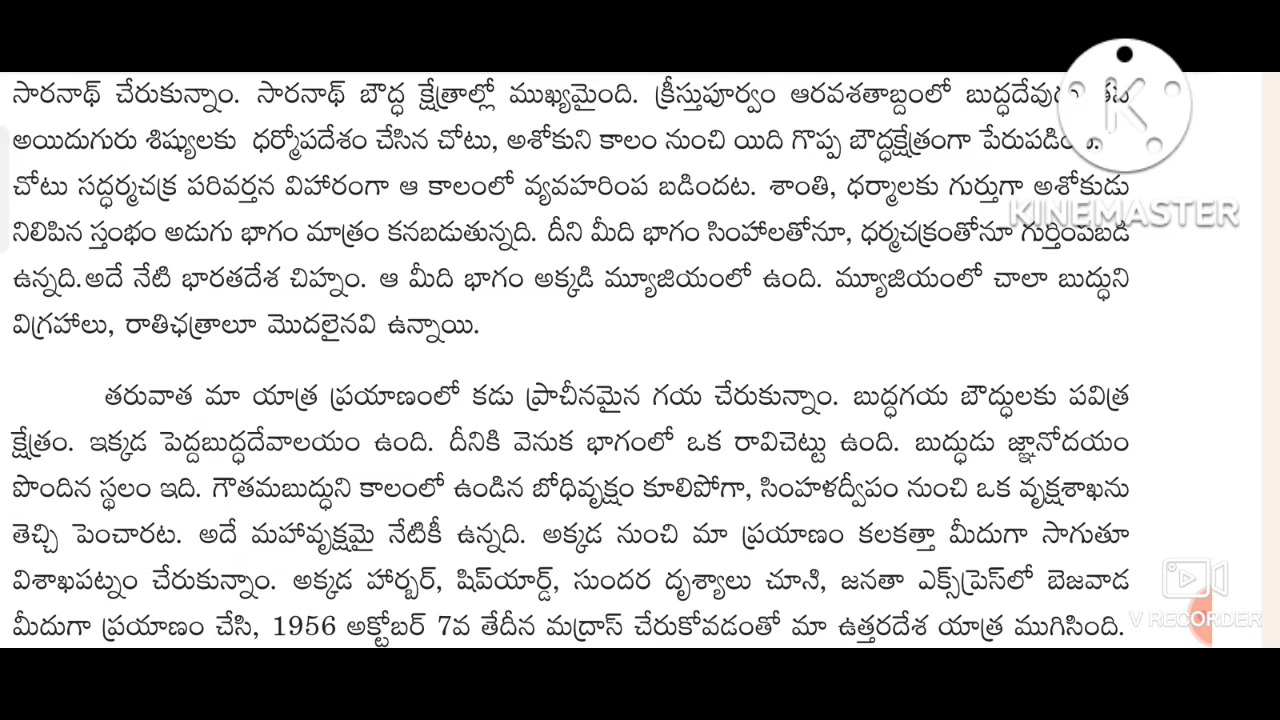 సారనాథ్ చేరుకున్నాం. సారనాథ్ బౌద్ధ క్షేత్రాల్లో ముఖ్యమైంది. క్రీస్తుపూర్వం ఆరవశతాబ్దంలో
అయిదుగురు శిష్యులకు ధర్మోపదేశం చేసిన చోటు, అశోకుని కాలం నుంచి యిది గొప్ప బౌద్ధక్షేత్రంగా
చోటు సద్ధర్మచక్ర పరివర్తన విహారంగా ఆ కాలంలో వ్యవహరింప బడిందట. శాంతి, ధర్మాలకు గుర్తుగా అశోకుడు
KINEMASTER
నిలిపిన స్తంభం అడుగు భాగం మాత్రం కనబడుతున్నది. దీని మీది భాగం సింహాలతోనూ, ధర్మచక్రంతోనూ గుర్తింపబడి
ఉన్నది.అదే నేటి భారతదేశ చిహ్నం. ఆ మీది భాగం అక్కడి మ్యూజియంలో ఉంది. మ్యూజియంలో చాలా బుద్ధుని
విగ్రహాలు, రాతిఛత్రాలూ మొదలైనవి ఉన్నాయి.
తరువాత మా యాత్ర ప్రయాణంలో కడు ప్రాచీనమైన గయ చేరుకున్నాం. బుద్ధగయ బౌద్ధులకు పవిత్ర
క్షేత్రం. ఇక్కడ పెద్దబుద్ధదేవాలయం ఉంది. దీనికి వెనుక భాగంలో ఒక రావిచెట్టు ఉంది. బుద్ధుడు జ్ఞానోదయం
పొందిన స్థలం ఇది. గౌతమబుద్ధుని కాలంలో ఉండిన బోధివృక్షం కూలిపోగా, సింహళద్వీపం నుంచి ఒక వృక్షశాఖను
తెచ్చి పెంచారట. అదే మహావృక్షమై నేటికీ ఉన్నది. అక్కడ నుంచి మా ప్రయాణం కలకత్తా మీదుగా సాగుతూ
విశాఖపట్నం చేరుకున్నాం. అక్కడ హార్బర్, షిప్‌యార్డ్, సుందర దృశ్యాలు చూసి, జనతా ఎక్స్‌ప్రెస్‌లో బెజవాడ
మీదుగా ప్రయాణం చేసి, 1956 అక్టోబర్ 7వ తేదీన మద్రాస్ చేరుకోవడంతో మా ఉత్తరదేశ యాత్ర ముగిసింది.
V RECORDER